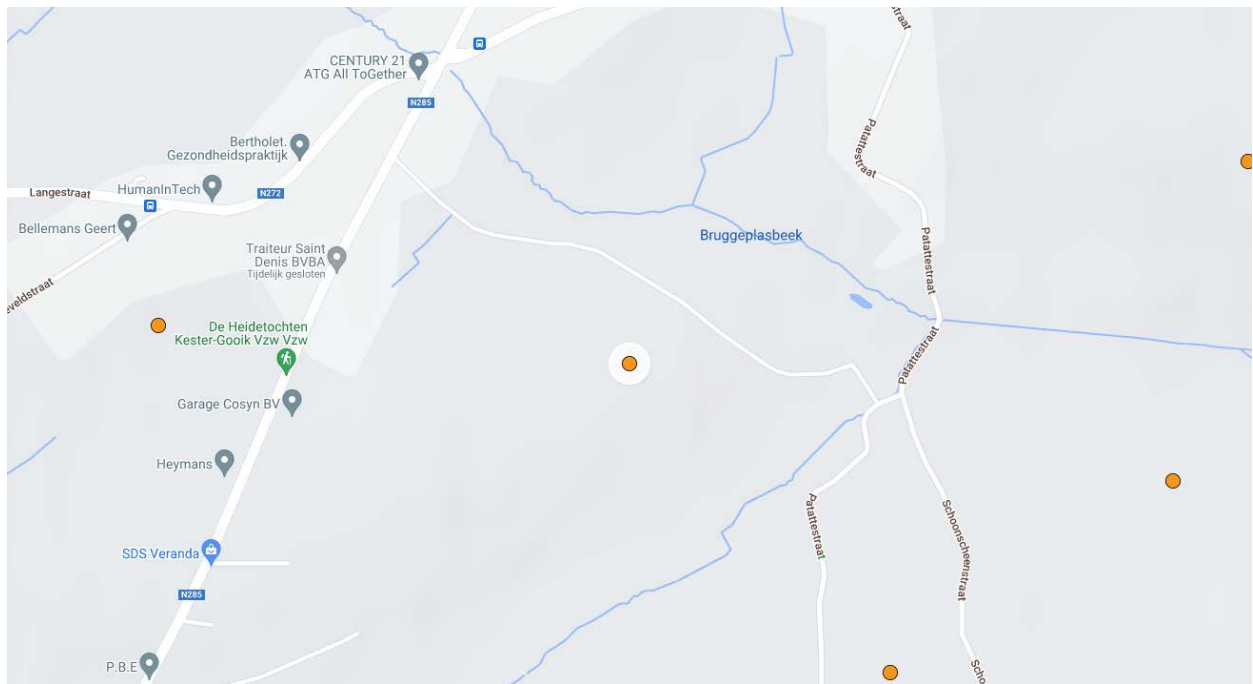 CENTURY 21
ATG All ToGether
N285
Patattestraat
Bertholet.
Gezondheidspraktijk
HumanInTech
Langestraat
N272
Bellemans Geert
Bruggeplasbeek
Patattestraat
Traiteur Saint
Denis BVBA
Tijdelijk gesloten
eveldstraat
De Heidetochten
Kester-Gooik Vzw Vzw
Patattestraat
Garage Cosyn BV
Heymans
Patattestraat
Schoonscheenstraat
SDS Veranda
N285
P.B.E
Schoo